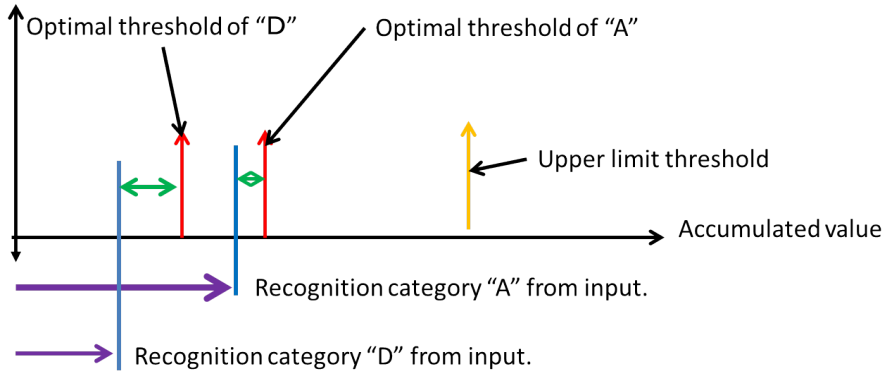 Optimal threshold of “D”
Optimal threshold of “A”
Upper limit threshold
Accumulated value
Recognition category “A” from input.
Recognition category “D” from input.